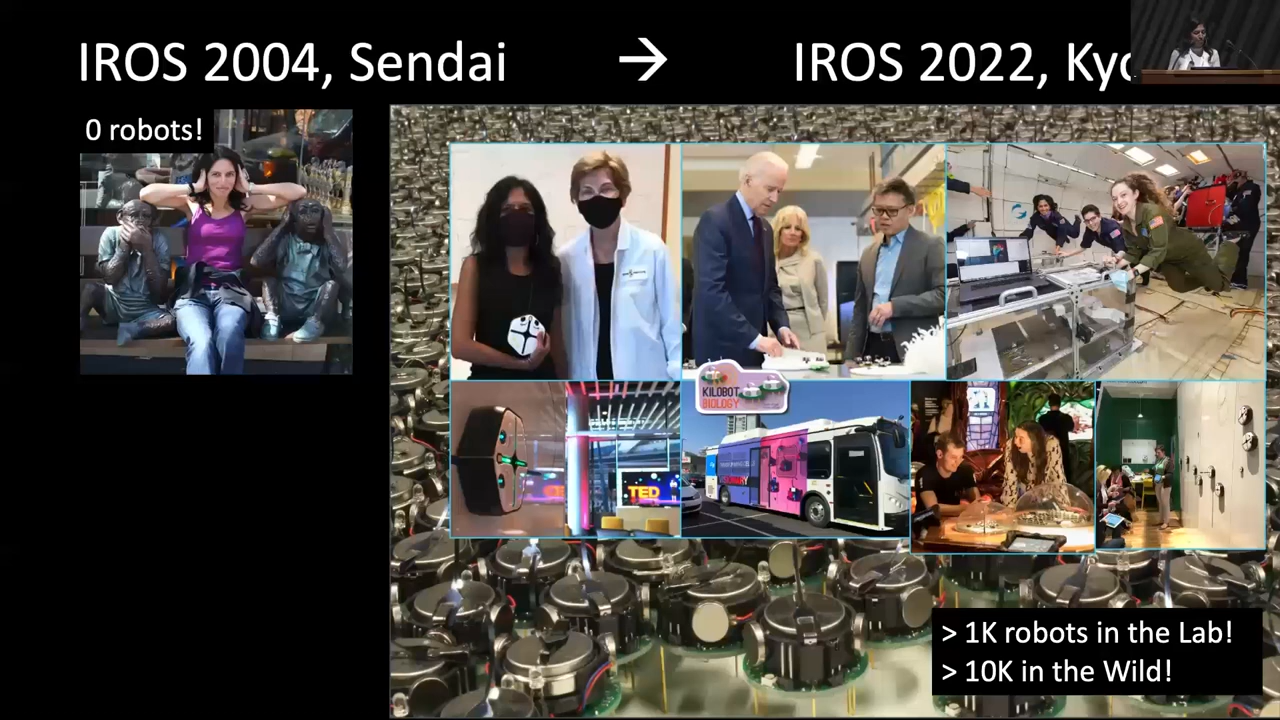 IROS 2004, Sendai → IROS 2022, Kyo
0 robots!
KILOBOT
BIOLOGY
TED
> 1K robots in the Lab!
> 10K in the Wild!